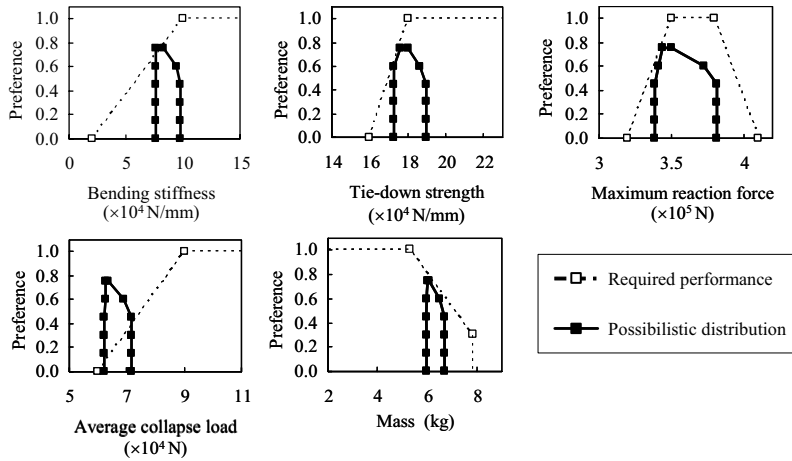 Preference
1.0
0.8
0.6
0.4
0.2
0.0
0 5 10 15
Bending stiffness
(×10⁴ N/mm)
Preference
1.0
0.8
0.6
0.4
0.2
0.0
14 16 18 20 22
Tie-down strength
(×10⁴ N/mm)
Preference
1.0
0.8
0.6
0.4
0.2
0.0
3 3.5 4
Maximum reaction force
(×10⁵ N)
Preference
1.0
0.8
0.6
0.4
0.2
0.0
5 7 9 11
Average collapse load
(×10⁴ N)
Preference
1.0
0.8
0.6
0.4
0.2
0.0
2 4 6 8
Mass (kg)
Required performance
Possibilistic distribution